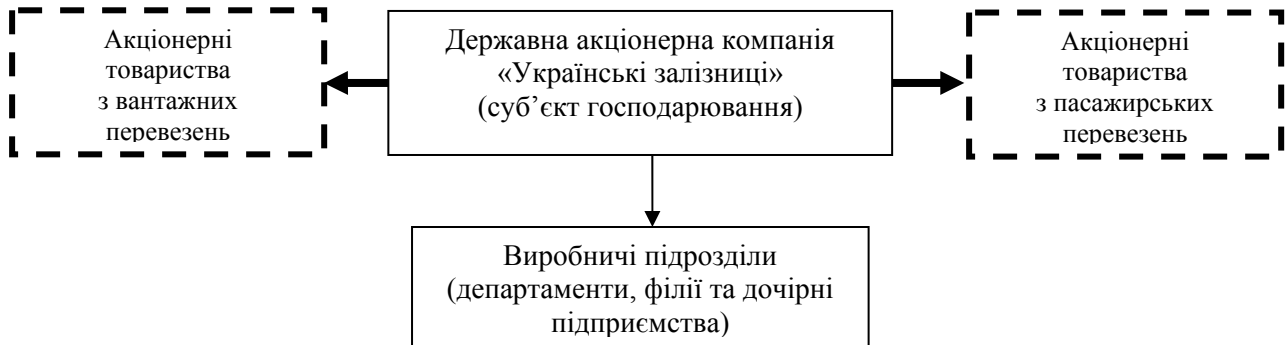 Акціонерні
товариства
з вантажних
перевезень
Державна акціонерна компанія
«Українські залізниці»
(суб’єкт господарювання)
Акціонерні
товариства
з пасажирських
перевезень
Виробничі підрозділи
(департаменти, філії та дочірні
підприємства)